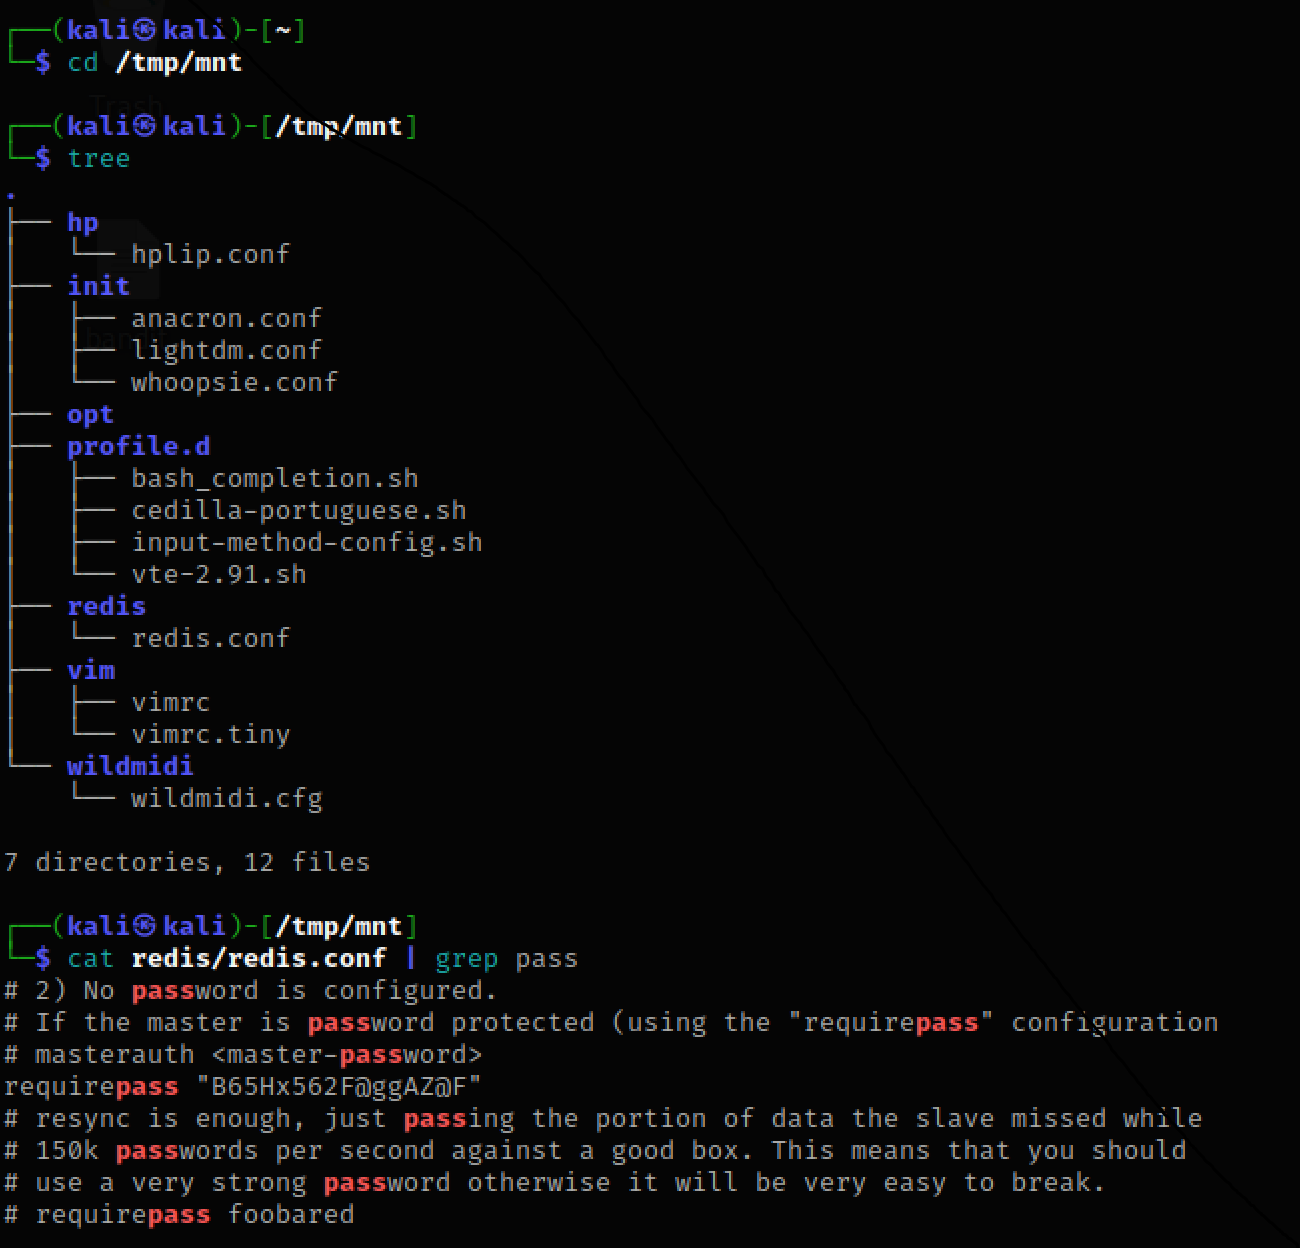 ┌──(kali㉿kali)-[~]
└─$ cd /tmp/mnt
Trash
┌──(kali㉿kali)-[/tmp/mnt]
└─$ tree
.
├── hp
│   └── hplip.conf
├── init
│   ├── anacron.conf
│   ├── lightdm.conf
│   └── whoopsie.conf
├── opt
├── profile.d
│   ├── bash_completion.sh
│   ├── cedilla-portuguese.sh
│   ├── input-method-config.sh
│   └── vte-2.91.sh
├── redis
│   └── redis.conf
├── vim
│   ├── vimrc
│   └── vimrc.tiny
└── wildmidi
    └── wildmidi.cfg
7 directories, 12 files
┌──(kali㉿kali)-[/tmp/mnt]
└─$ cat redis/redis.conf | grep pass
# 2) No password is configured.
# If the master is password protected (using the "requirepass" configuration
# masterauth <master-password>
requirepass "B65Hx562F@ggAZ@F"
# resync is enough, just passing the portion of data the slave missed while
# 150k passwords per second against a good box. This means that you should
# use a very strong password otherwise it will be very easy to break.
# requirepass foobared